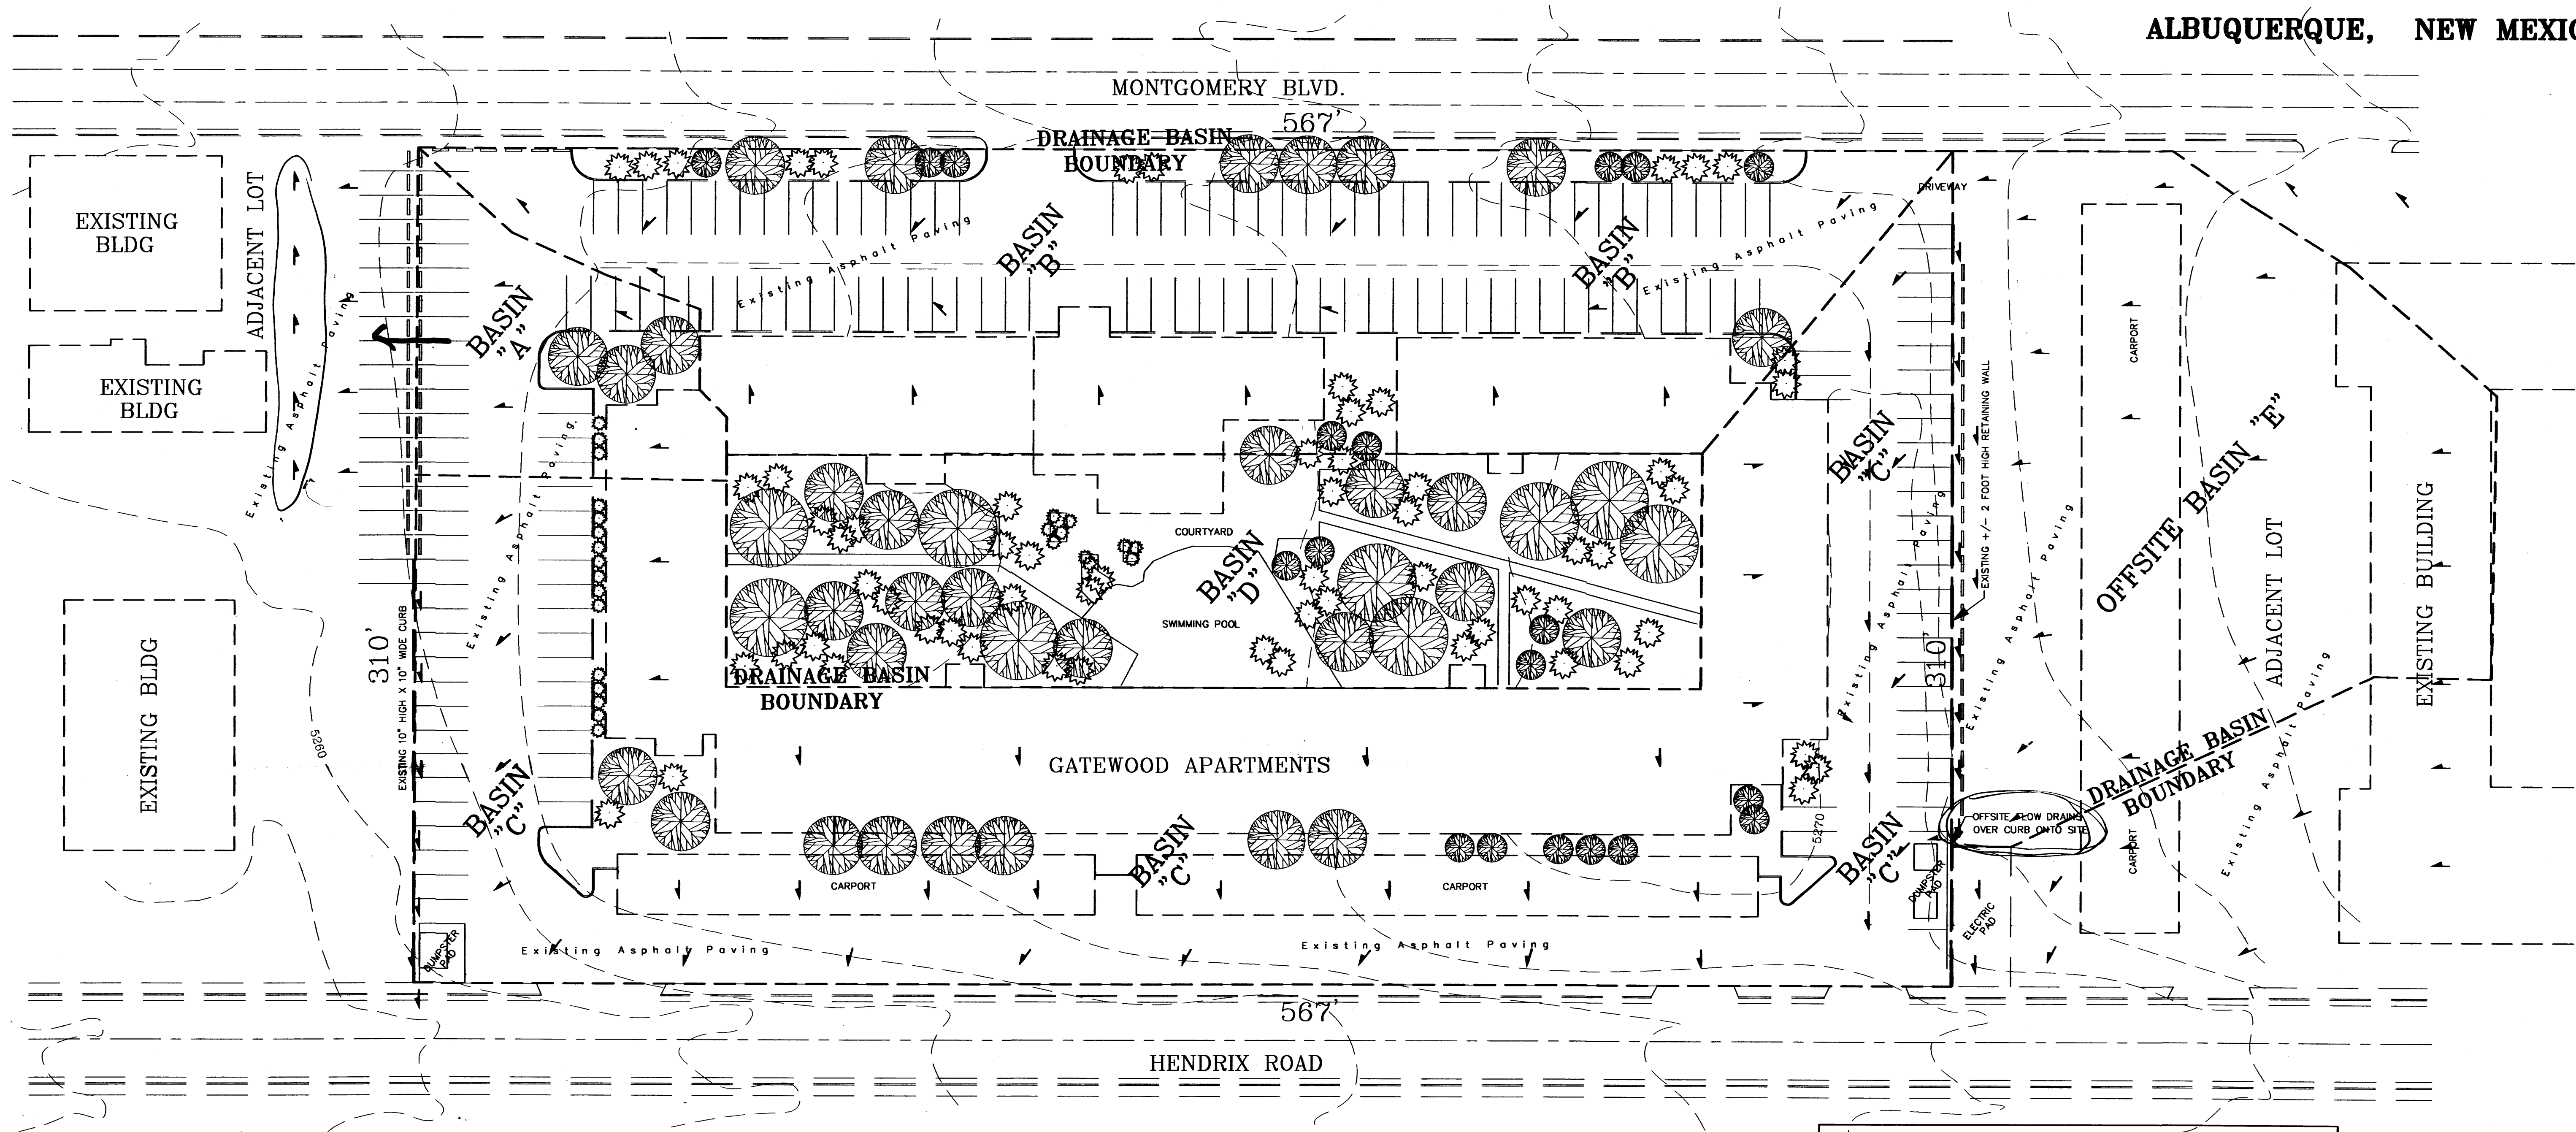 ALBUQUERQUE, NEW MEXIC
MONTGOMERY BLVD.
567'
DRAINAGE BASIN
BOUNDARY
DRIVEWAY
EXISTING
BLDG
ADJACENT LOT
Existing Asphalt Paving
EXISTING
BLDG
BASIN
"A"
Existing Asphalt Paving
BASIN
"B"
BASIN
"B"
Existing Asphalt Paving
CARPORT
EXISTING +/- 2 FOOT HIGH RETAINING WALL
BASIN
"C"
OFFSITE BASIN "E"
Existing Asphalt Paving
Existing Asphalt Paving
Existing Asphalt Paving
COURTYARD
BASIN
"D"
SWIMMING POOL
ADJACENT LOT
EXISTING BUILDING
310'
EXISTING 10" HIGH X 10" WIDE CURB
310'
DRAINAGE BASIN
BOUNDARY
EXISTING BLDG
5260
GATEWOOD APARTMENTS
DRAINAGE BASIN
BOUNDARY
Existing Asphalt Paving
BASIN
"C"
BASIN
"C"
BASIN
"C"
5270
OFFSITE FLOW DRAINS
OVER CURB ONTO SITE
CARPORT
CARPORT
CARPORT
DUMPSTER
PAD
ELECTRIC
PAD
DUMPSTER
PAD
Existing Asphalt Paving
Existing Asphalt Paving
567'
HENDRIX ROAD